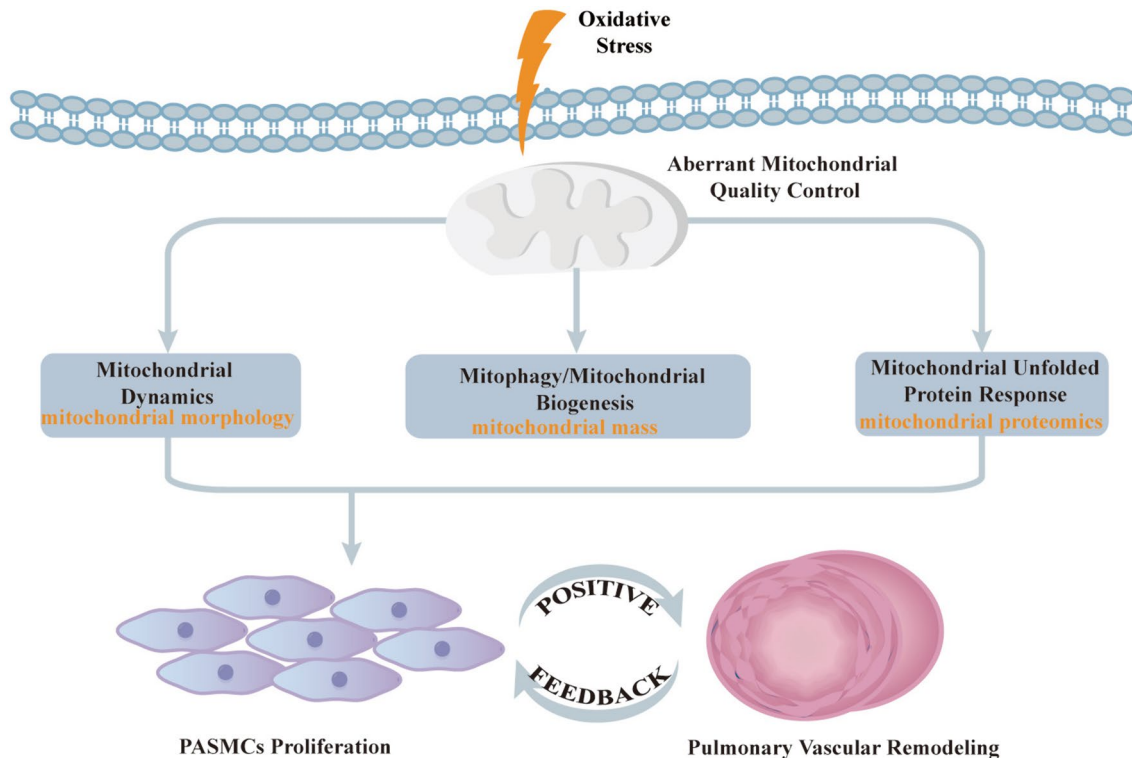 Oxidative
Stress
Aberrant Mitochondrial
Quality Control
Mitochondrial
Dynamics
mitochondrial morphology
Mitophagy/Mitochondrial
Biogenesis
mitochondrial mass
Mitochondrial Unfolded
Protein Response
mitochondrial proteomics
POSITIVE
FEEDBACK
PASMCs Proliferation
Pulmonary Vascular Remodeling